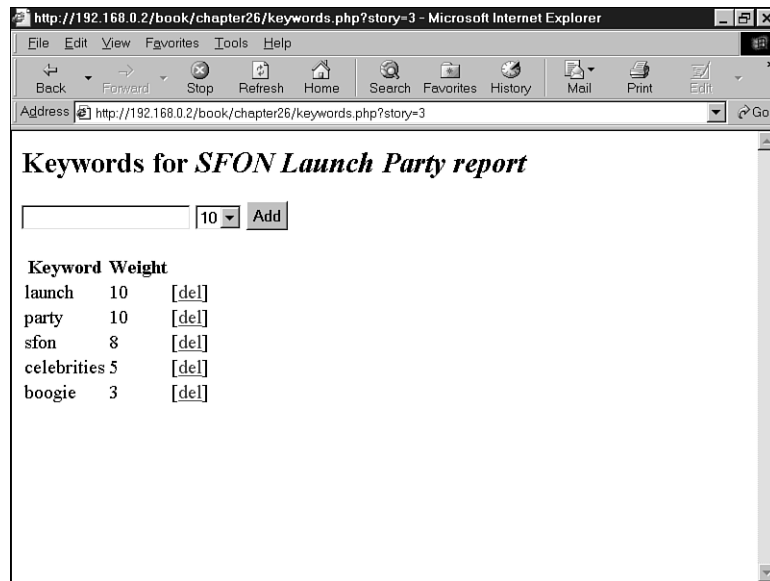 http://192.168.0.2/book/chapter26/keywords.php?story=3 - Microsoft Internet Explorer
File Edit View Favorites Tools Help
Back Forward Stop Refresh Home Search Favorites History Mail Print Edit
Address http://192.168.0.2/book/chapter26/keywords.php?story=3 Go
Keywords for SFON Launch Party report
10 Add
Keyword Weight
launch 10 [del]
party 10 [del]
sfon 8 [del]
celebrities 5 [del]
boogie 3 [del]